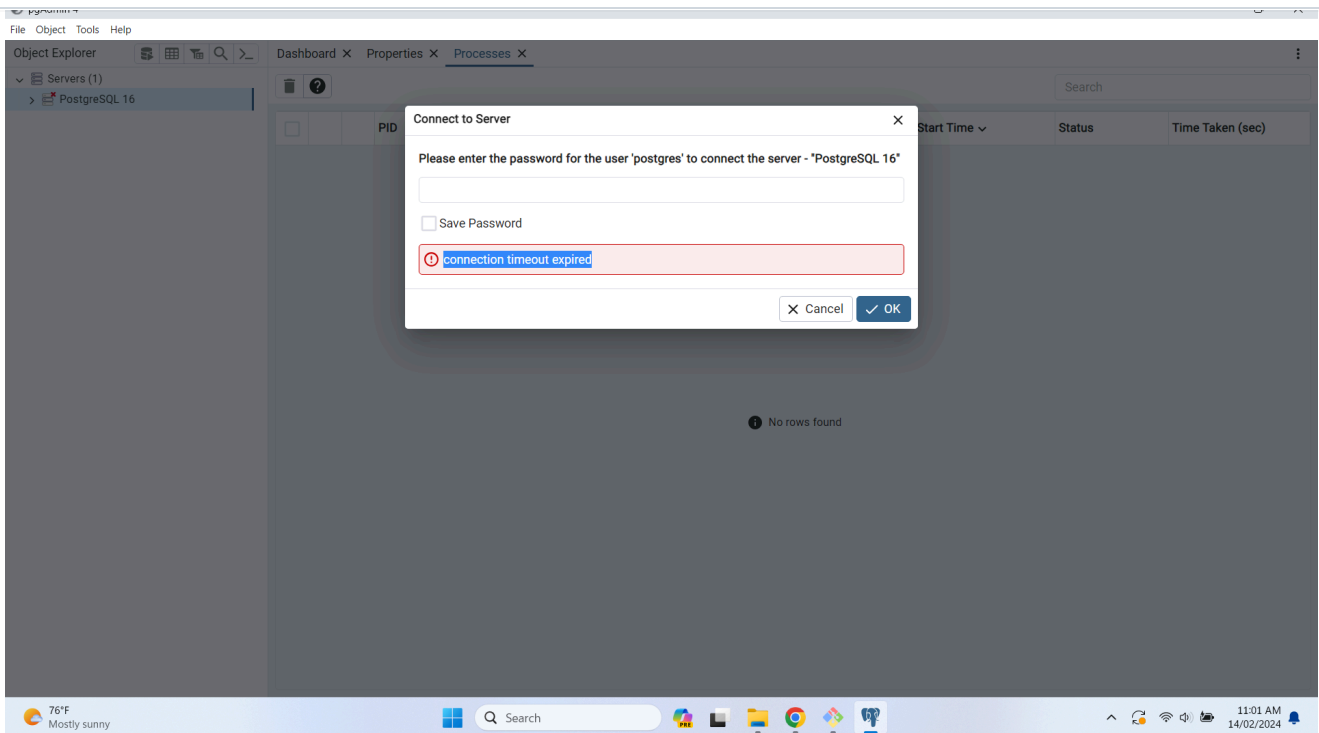 pgAdmin 4
File Object Tools Help
Object Explorer
Dashboard Properties Processes
Servers (1)
PostgreSQL 16
Search
PID Start Time Status Time Taken (sec)
Connect to Server
Please enter the password for the user 'postgres' to connect the server - "PostgreSQL 16"
Save Password
connection timeout expired
Cancel OK
No rows found
76°F
Mostly sunny
Search
PRE
11:01 AM
14/02/2024